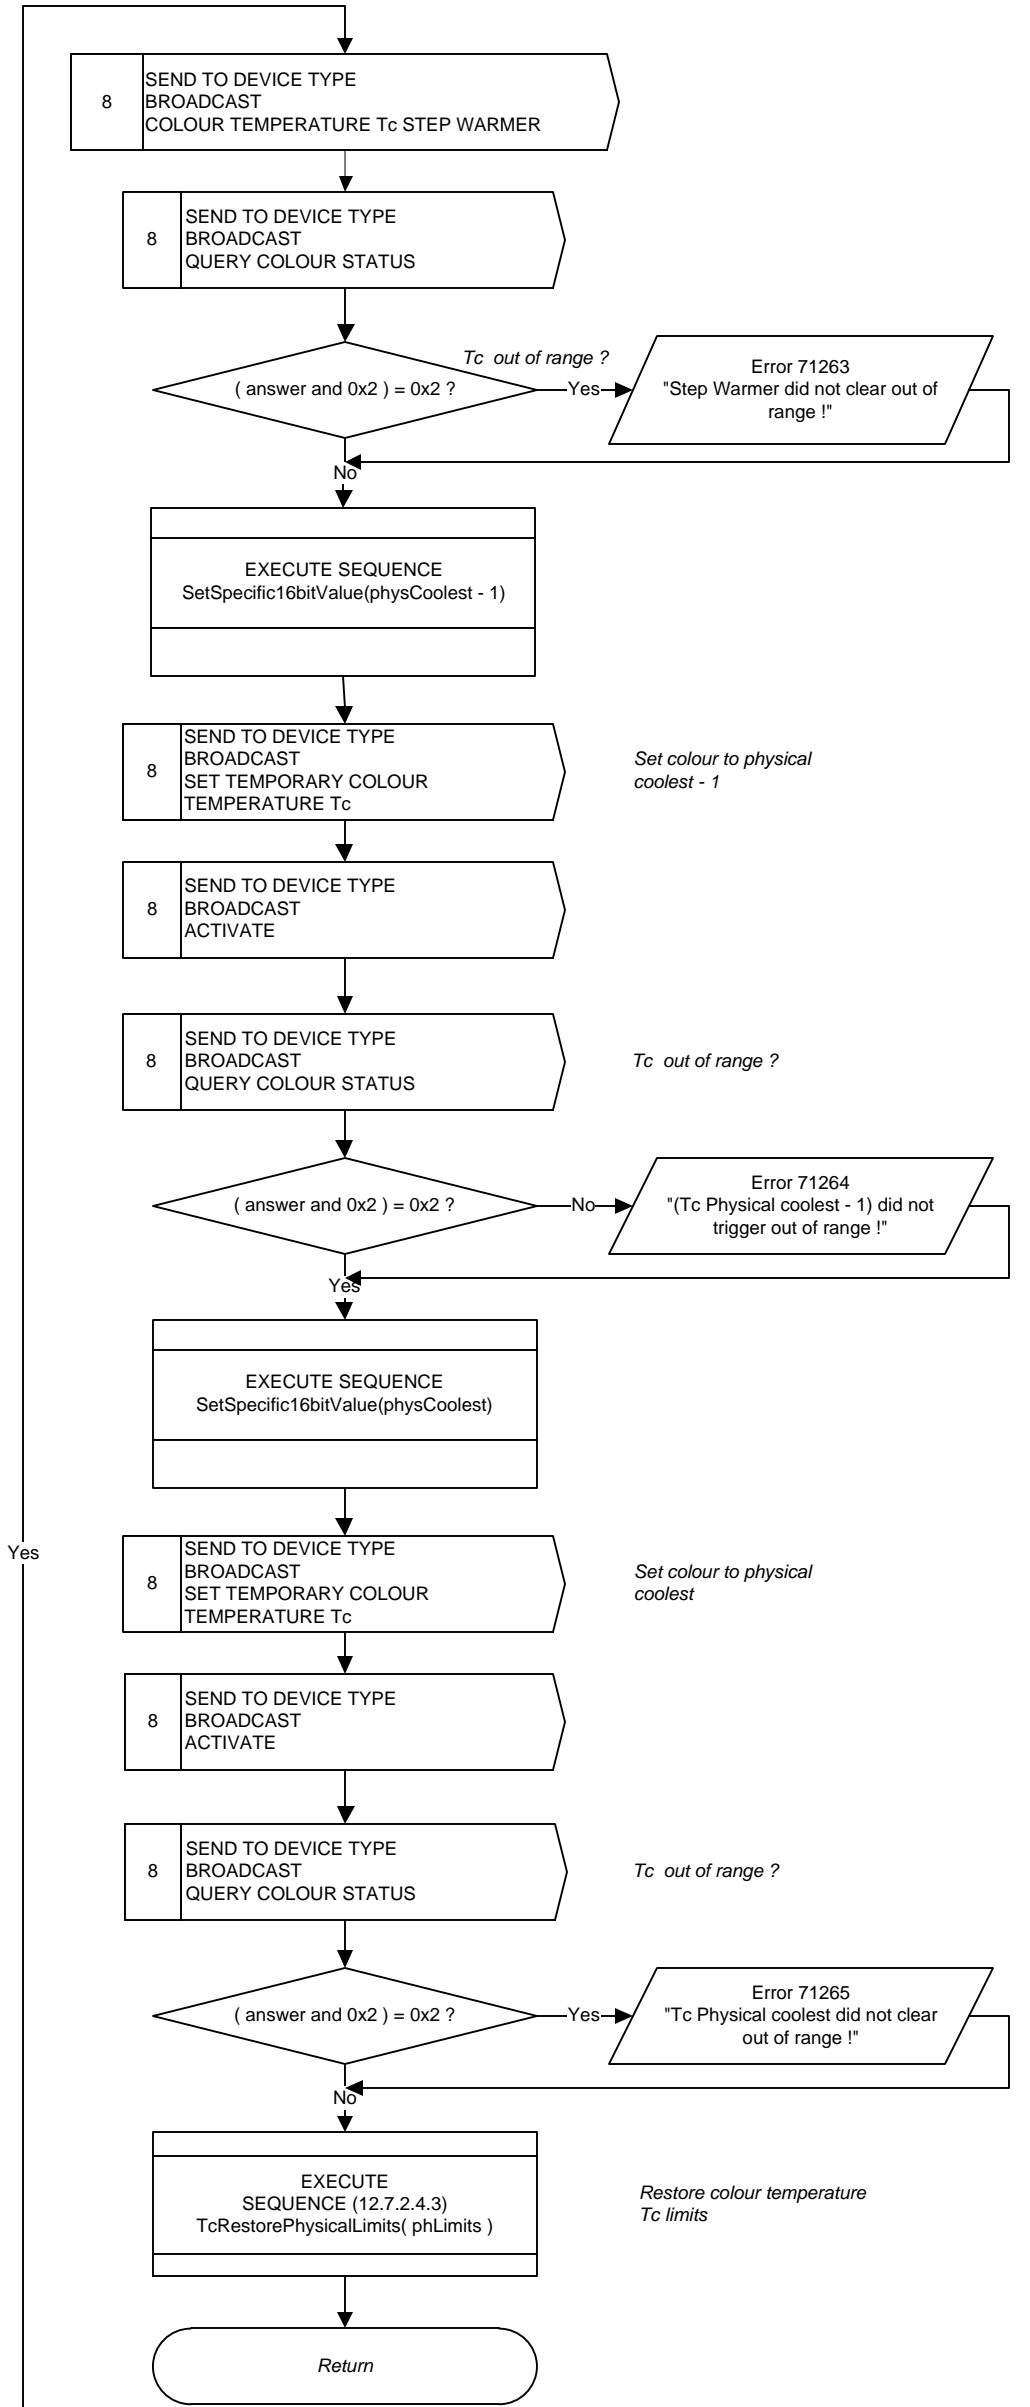 8
SEND TO DEVICE TYPE
BROADCAST
COLOUR TEMPERATURE Tc STEP WARMER
8
SEND TO DEVICE TYPE
BROADCAST
QUERY COLOUR STATUS
Tc out of range ?
( answer and 0x2 ) = 0x2 ?
Yes
Error 71263
"Step Warmer did not clear out of
range !"
No
EXECUTE SEQUENCE
SetSpecific16bitValue(physCoolest - 1)
8
SEND TO DEVICE TYPE
BROADCAST
SET TEMPORARY COLOUR
TEMPERATURE Tc
Set colour to physical
coolest - 1
8
SEND TO DEVICE TYPE
BROADCAST
ACTIVATE
8
SEND TO DEVICE TYPE
BROADCAST
QUERY COLOUR STATUS
Tc out of range ?
( answer and 0x2 ) = 0x2 ?
No
Error 71264
"(Tc Physical coolest - 1) did not
trigger out of range !"
Yes
EXECUTE SEQUENCE
SetSpecific16bitValue(physCoolest)
Yes
8
SEND TO DEVICE TYPE
BROADCAST
SET TEMPORARY COLOUR
TEMPERATURE Tc
Set colour to physical
coolest
8
SEND TO DEVICE TYPE
BROADCAST
ACTIVATE
8
SEND TO DEVICE TYPE
BROADCAST
QUERY COLOUR STATUS
Tc out of range ?
( answer and 0x2 ) = 0x2 ?
Yes
Error 71265
"Tc Physical coolest did not clear
out of range !"
No
EXECUTE
SEQUENCE (12.7.2.4.3)
TcRestorePhysicalLimits( phLimits )
Restore colour temperature
Tc limits
Return